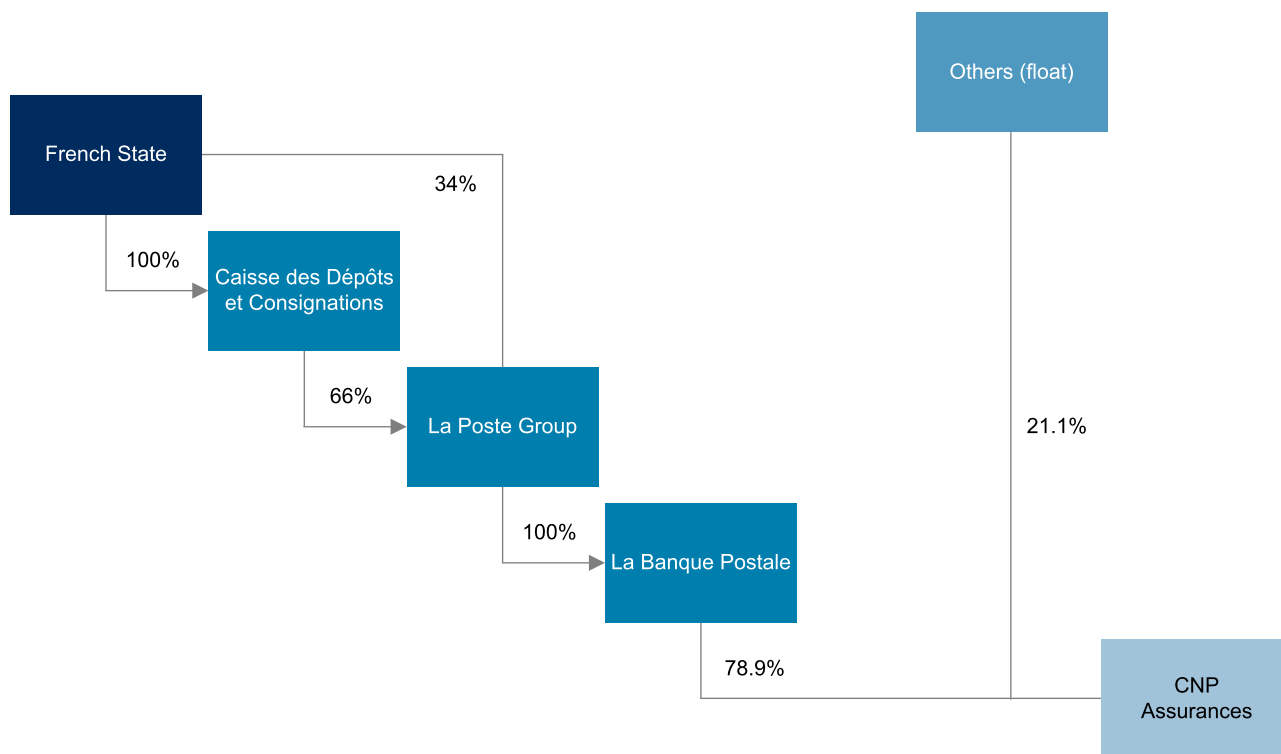 Others (float)
French State
34%
100%
Caisse des Dépôts
et Consignations
66%
La Poste Group
21.1%
100%
La Banque Postale
78.9%
CNP
Assurances